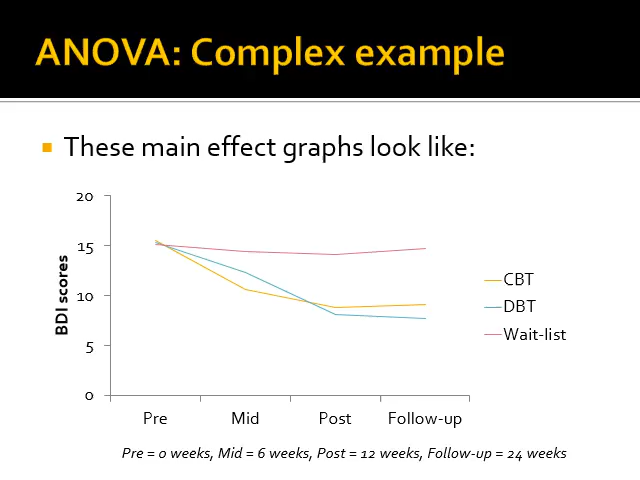 ANOVA: Complex example
These main effect graphs look like:
20
15
10
5
0
BDI scores
Pre Mid Post Follow-up
CBT
DBT
Wait-list
Pre = 0 weeks, Mid = 6 weeks, Post = 12 weeks, Follow-up = 24 weeks